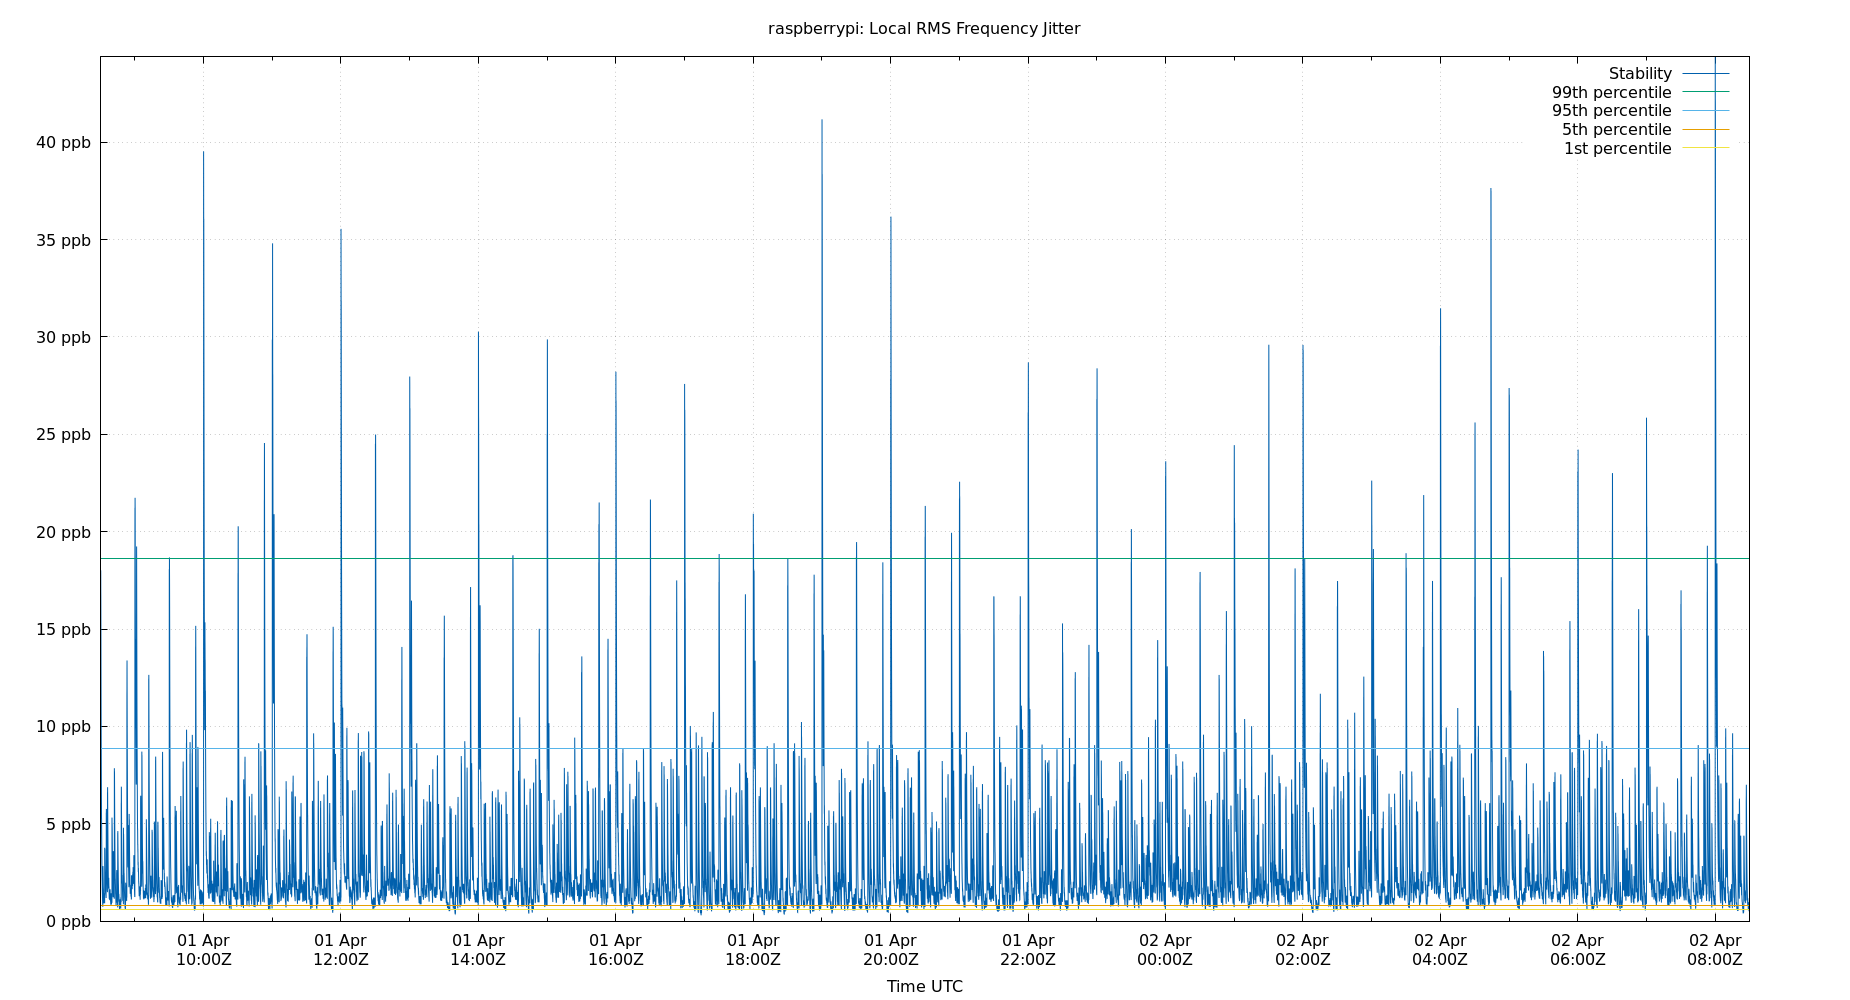 raspberrypi: Local RMS Frequency Jitter
Stability
99th percentile
95th percentile
5th percentile
1st percentile
40 ppb
35 ppb
30 ppb
25 ppb
20 ppb
15 ppb
10 ppb
5 ppb
0 ppb
01 Apr 01 Apr 01 Apr 01 Apr 01 Apr 01 Apr 01 Apr 02 Apr 02 Apr 02 Apr 02 Apr 02 Apr
10:00Z 12:00Z 14:00Z 16:00Z 18:00Z 20:00Z 22:00Z 00:00Z 02:00Z 04:00Z 06:00Z 08:00Z
Time UTC